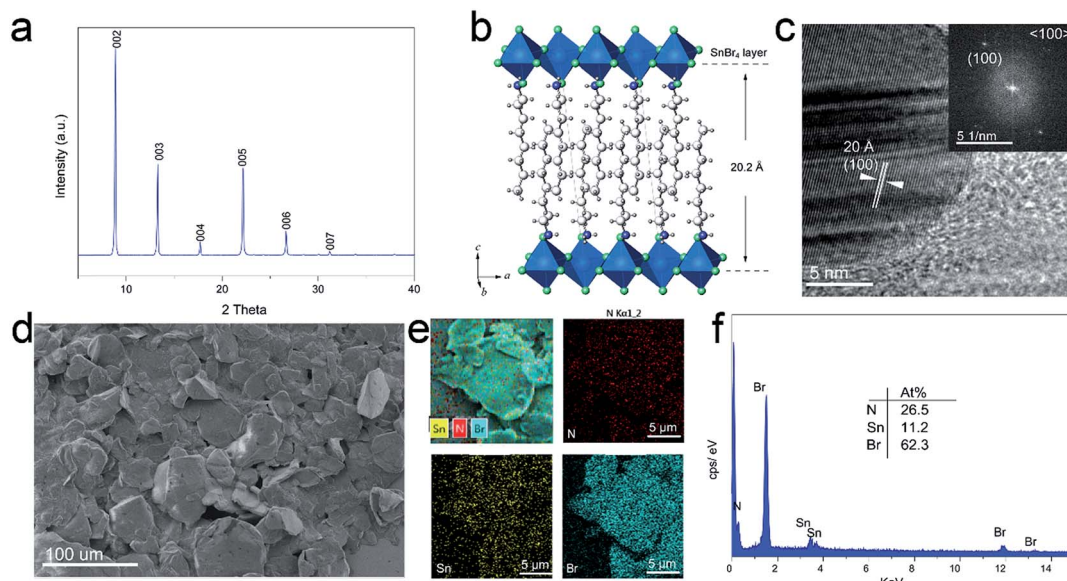 a
Intensity (a.u.)
002
003
004
005
006
007
10
20
30
40
2 Theta
b
SnBr₄ layer
20.2 Å
c
a
b
c
<100>
(100)
5 1/nm
20 Å
(100)
5 nm
d
100 um
e
N Kα1_2
Sn N Br
N
5 µm
Sn
5 µm
Br
5 µm
f
cps/ eV
N
Br
Sn
Sn
Br
Br
At%
N 26.5
Sn 11.2
Br 62.3
0 2 4 6 8 10 12 14